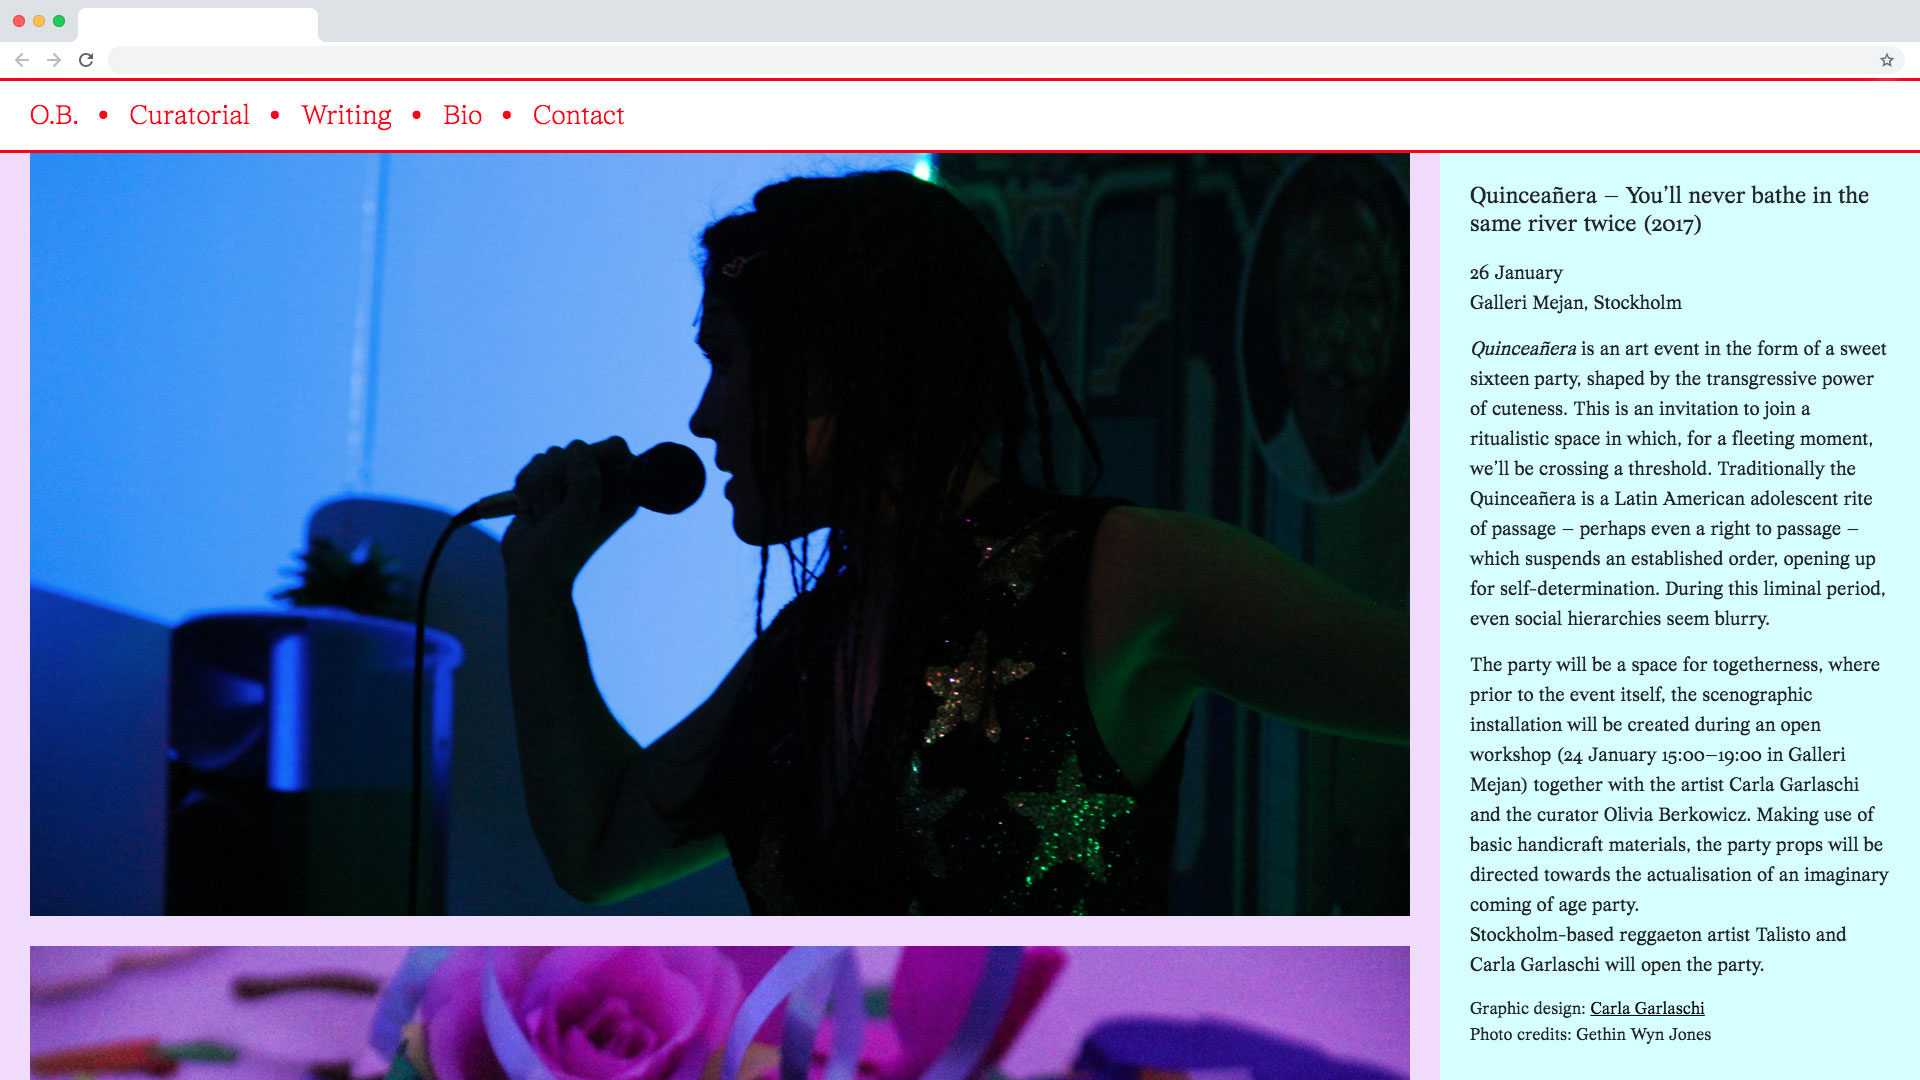 O.B. • Curatorial • Writing • Bio • Contact
Quinceañera – You’ll never bathe in the
same river twice (2017)
26 January
Galleri Mejan, Stockholm
Quinceañera is an art event in the form of a sweet
sixteen party, shaped by the transgressive power
of cuteness. This is an invitation to join a
ritualistic space in which, for a fleeting moment,
we’ll be crossing a threshold. Traditionally the
Quinceañera is a Latin American adolescent rite
of passage – perhaps even a right to passage –
which suspends an established order, opening up
for self-determination. During this liminal period,
even social hierarchies seem blurry.
The party will be a space for togetherness, where
prior to the event itself, the scenographic
installation will be created during an open
workshop (24 January 15:00–19:00 in Galleri
Mejan) together with the artist Carla Garlaschi
and the curator Olivia Berkowicz. Making use of
basic handicraft materials, the party props will be
directed towards the actualisation of an imaginary
coming of age party.
Stockholm-based reggaeton artist Talisto and
Carla Garlaschi will open the party.
Graphic design: Carla Garlaschi
Photo credits: Gethin Wyn Jones